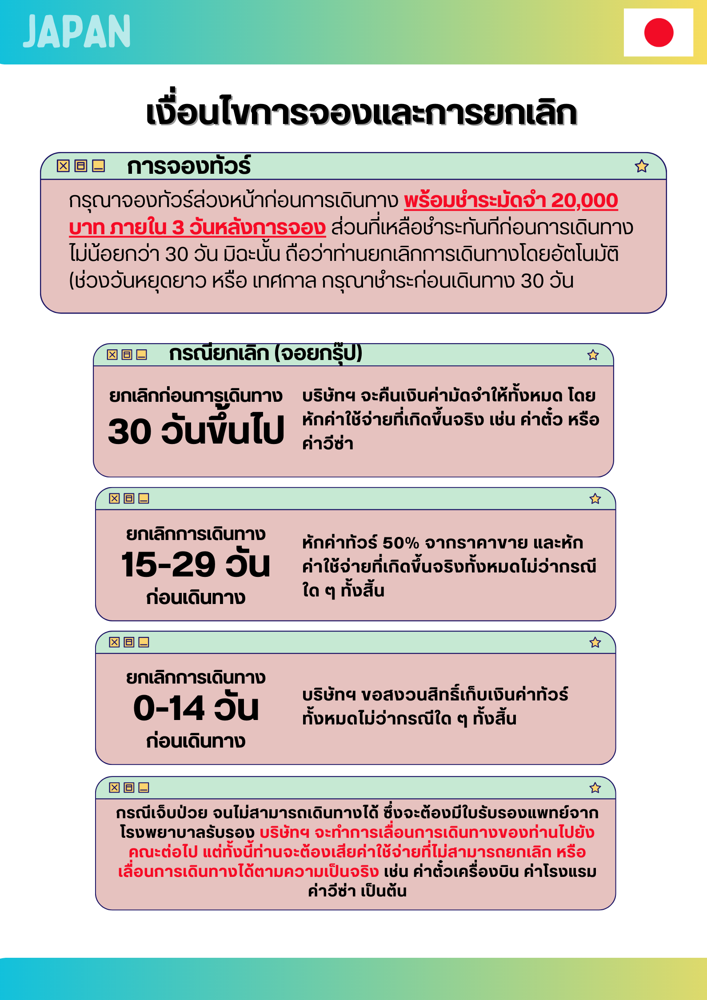 JAPAN
เงื่อนไขการจองและการยกเลิก
การจองทัวร์
กรุณาจองทัวร์ล่วงหน้าก่อนการเดินทาง พร้อมชำระมัดจำ 20,000
บาท ภายใน 3 วันหลังการจอง ส่วนที่เหลือชำระทันทีก่อนการเดินทาง
ไม่น้อยกว่า 30 วัน มิฉะนั้น ถือว่าท่านยกเลิกการเดินทางโดยอัตโนมัติ
(ช่วงวันหยุดยาว หรือ เทศกาล กรุณาชำระก่อนเดินทาง 30 วัน
กรณียกเลิก (จอยกรุ๊ป)
ยกเลิกก่อนการเดินทาง
30 วันขึ้นไป
บริษัทฯ จะคืนเงินค่ามัดจำให้ทั้งหมด โดย
หักค่าใช้จ่ายที่เกิดขึ้นจริง เช่น ค่าตั๋ว หรือ
ค่าวีซ่า
ยกเลิกการเดินทาง
15-29 วัน
ก่อนเดินทาง
หักค่าทัวร์ 50% จากราคาขาย และหัก
ค่าใช้จ่ายที่เกิดขึ้นจริงทั้งหมดไม่ว่ากรณี
ใด ๆ ทั้งสิ้น
ยกเลิกการเดินทาง
0-14 วัน
ก่อนเดินทาง
บริษัทฯ ขอสงวนสิทธิ์เก็บเงินค่าทัวร์
ทั้งหมดไม่ว่ากรณีใด ๆ ทั้งสิ้น
กรณีเจ็บป่วย จนไม่สามารถเดินทางได้ ซึ่งจะต้องมีใบรับรองแพทย์จาก
โรงพยาบาลรับรอง บริษัทฯ จะทำการเลื่อนการเดินทางของท่านไปยัง
คณะต่อไป แต่ทั้งนี้ท่านจะต้องเสียค่าใช้จ่ายที่ไม่สามารถยกเลิก หรือ
เลื่อนการเดินทางได้ตามความเป็นจริง เช่น ค่าตั๋วเครื่องบิน ค่าโรงแรม
ค่าวีซ่า เป็นต้น